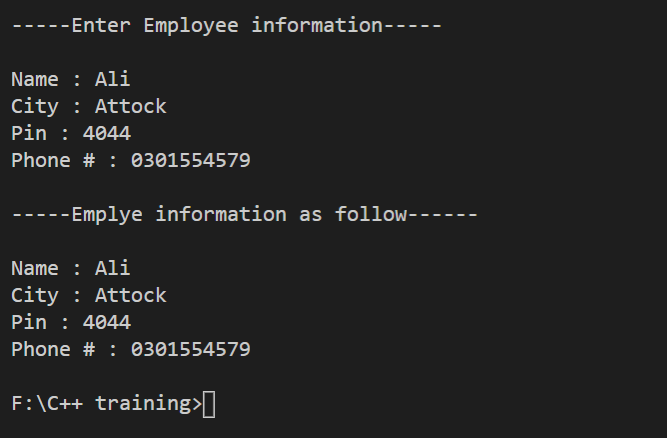 -----Enter Employee information-----
Name : Ali
City : Attock
Pin : 4044
Phone # : 0301554579
-----Emplye information as follow------
Name : Ali
City : Attock
Pin : 4044
Phone # : 0301554579
F:\C++ training>